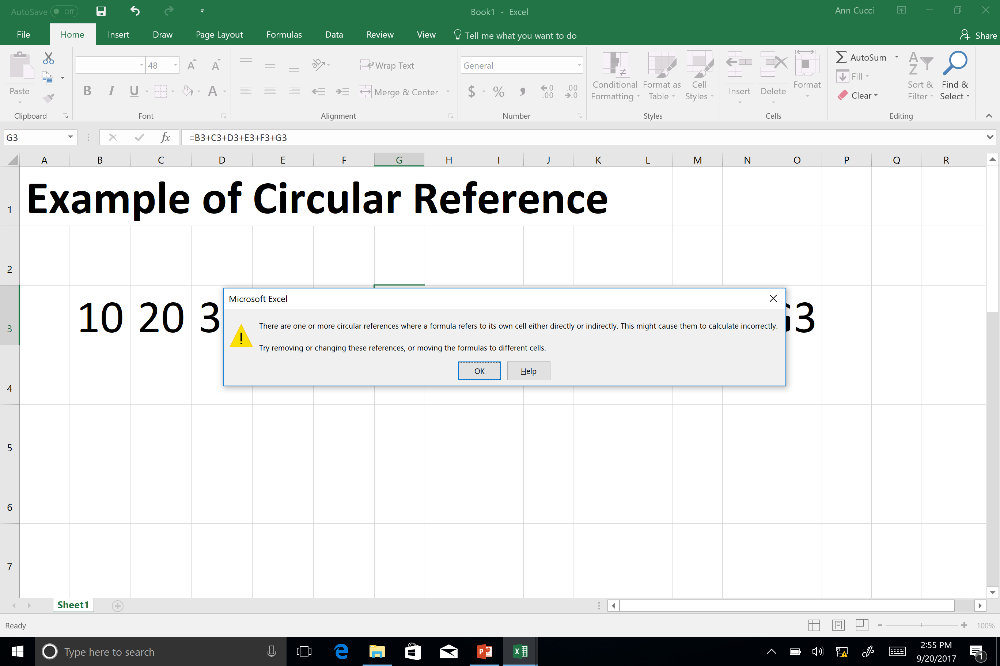 AutoSave Off
Book1 - Excel
Ann Cucci
File Home Insert Draw Page Layout Formulas Data Review View Tell me what you want to do Share
48 A A
Wrap Text
General
AutoSum
Fill
Clear
Paste
B I U A
Merge & Center
$ % , .0 .00 .00 .0
Conditional Formatting
Format as Table
Cell Styles
Insert Delete Format
Sort & Filter
Find & Select
Clipboard Font Alignment Number Styles Cells Editing
G3 fx =B3+C3+D3+E3+F3+G3
A B C D E F G H I J K L M N O P Q R
1 Example of Circular Reference
2
3 10 20 3
Microsoft Excel
There are one or more circular references where a formula refers to its own cell either directly or indirectly. This might cause them to calculate incorrectly.
Try removing or changing these references, or moving the formulas to different cells.
OK Help
4
5
6
7
Sheet1
Ready
100%
Type here to search
2:55 PM
9/20/2017
1